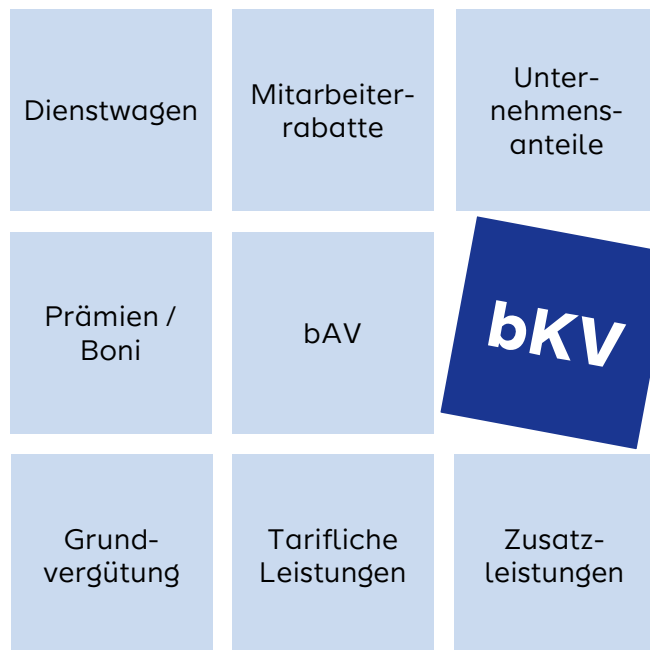 Dienstwagen
Mitarbeiter-
rabatte
Unter-
nehmens-
anteile
Prämien /
Boni
bAV
bKV
Grund-
vergütung
Tarifliche
Leistungen
Zusatz-
leistungen